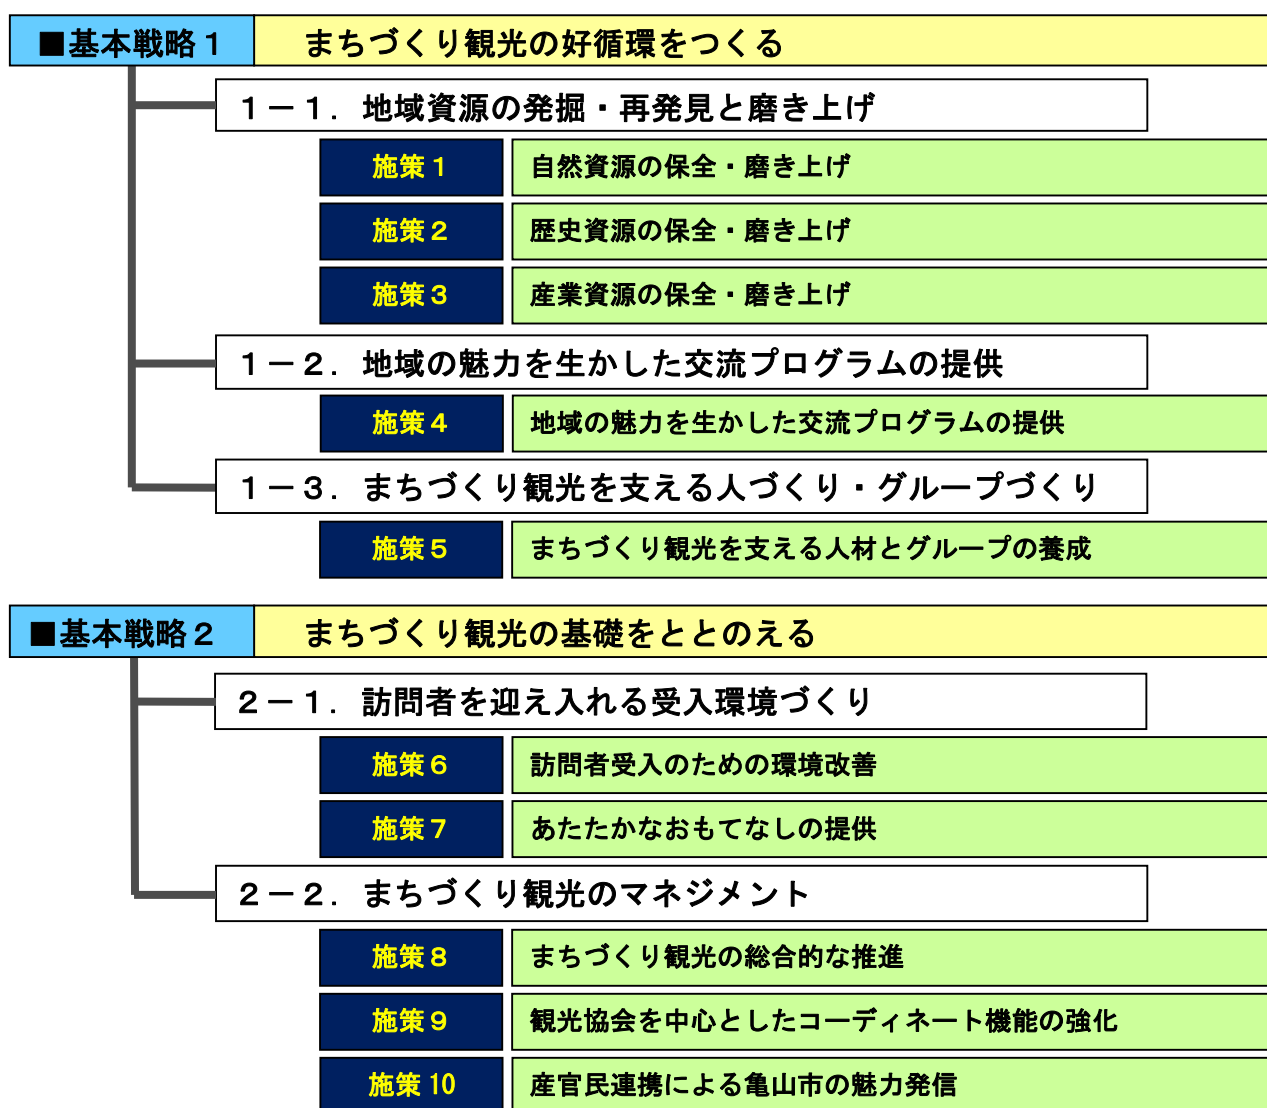 ■基本戦略1 まちづくり観光の好循環をつくる
1－1．地域資源の発掘・再発見と磨き上げ
施策1 自然資源の保全・磨き上げ
施策2 歴史資源の保全・磨き上げ
施策3 産業資源の保全・磨き上げ
1－2．地域の魅力を生かした交流プログラムの提供
施策4 地域の魅力を生かした交流プログラムの提供
1－3．まちづくり観光を支える人づくり・グループづくり
施策5 まちづくり観光を支える人材とグループの養成
■基本戦略2 まちづくり観光の基礎をととのえる
2－1．訪問者を迎え入れる受入環境づくり
施策6 訪問者受入のための環境改善
施策7 あたたかなおもてなしの提供
2－2．まちづくり観光のマネジメント
施策8 まちづくり観光の総合的な推進
施策9 観光協会を中心としたコーディネート機能の強化
施策10 産官民連携による亀山市の魅力発信